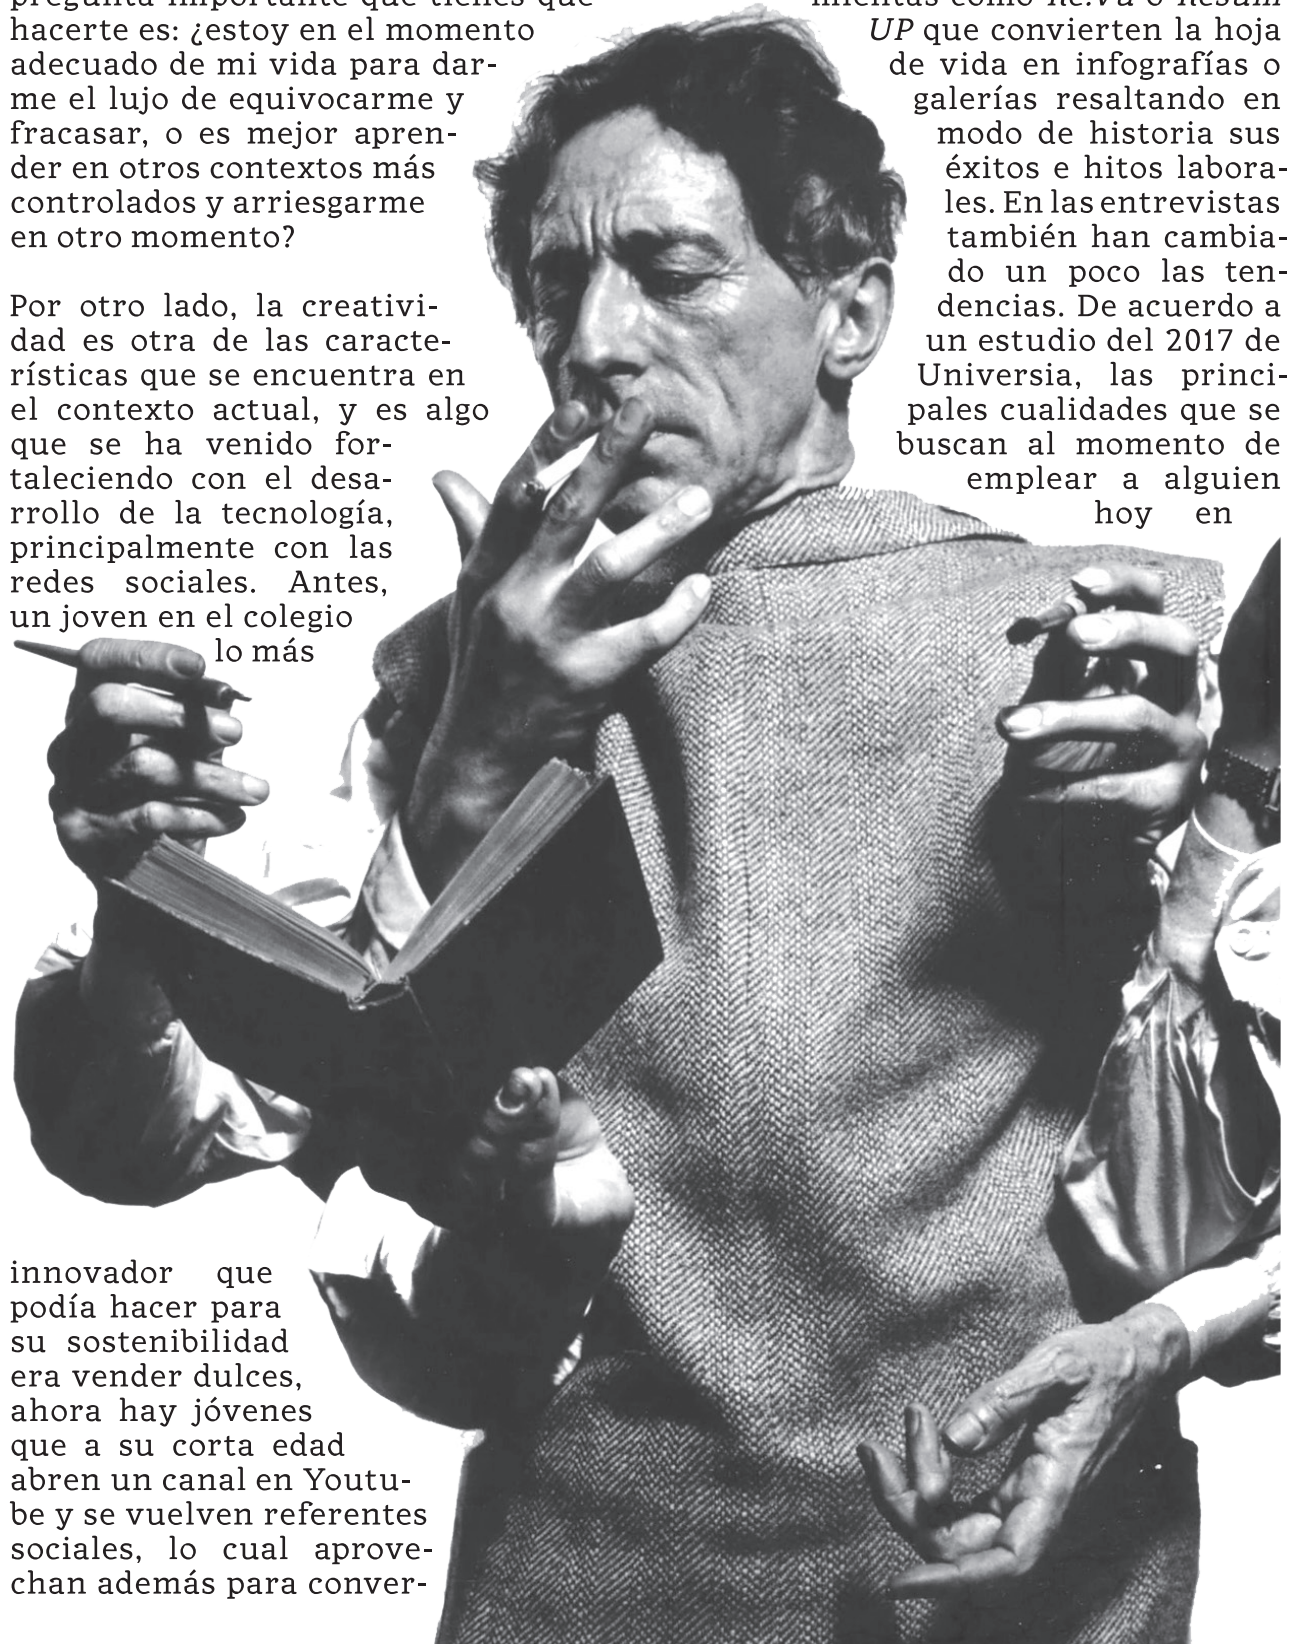 hacerte es: ¿estoy en el momento
adecuado de mi vida para dar-
me el lujo de equivocarme y
fracasar, o es mejor apren-
der en otros contextos más
controlados y arriesgarme
en otro momento?
Por otro lado, la creativi-
dad es otra de las caracte-
rísticas que se encuentra en
el contexto actual, y es algo
que se ha venido for-
taleciendo con el desa-
rrollo de la tecnología,
principalmente con las
redes sociales. Antes,
un joven en el colegio
lo más
innovador que
podía hacer para
su sostenibilidad
era vender dulces,
ahora hay jóvenes
que a su corta edad
abren un canal en Youtu-
be y se vuelven referentes
sociales, lo cual aprove-
chan además para conver-
UP que convierten la hoja
de vida en infografías o
galerías resaltando en
modo de historia sus
éxitos e hitos labora-
les. En las entrevistas
también han cambia-
do un poco las ten-
dencias. De acuerdo a
un estudio del 2017 de
Universia, las princi-
pales cualidades que se
buscan al momento de
emplear a alguien
hoy en